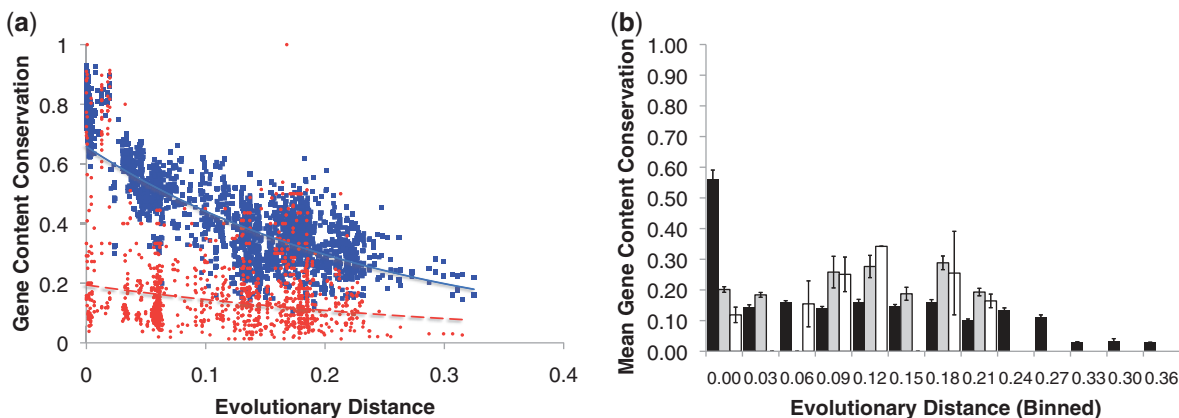 (a)
Gene Content Conservation
1
0.8
0.6
0.4
0.2
0
0 0.1 0.2 0.3 0.4
Evolutionary Distance
(b)
Mean Gene Content Conservation
1.00
0.90
0.80
0.70
0.60
0.50
0.40
0.30
0.20
0.10
0.00
0.00 0.03 0.06 0.09 0.12 0.15 0.18 0.21 0.24 0.27 0.33 0.30 0.36
Evolutionary Distance (Binned)